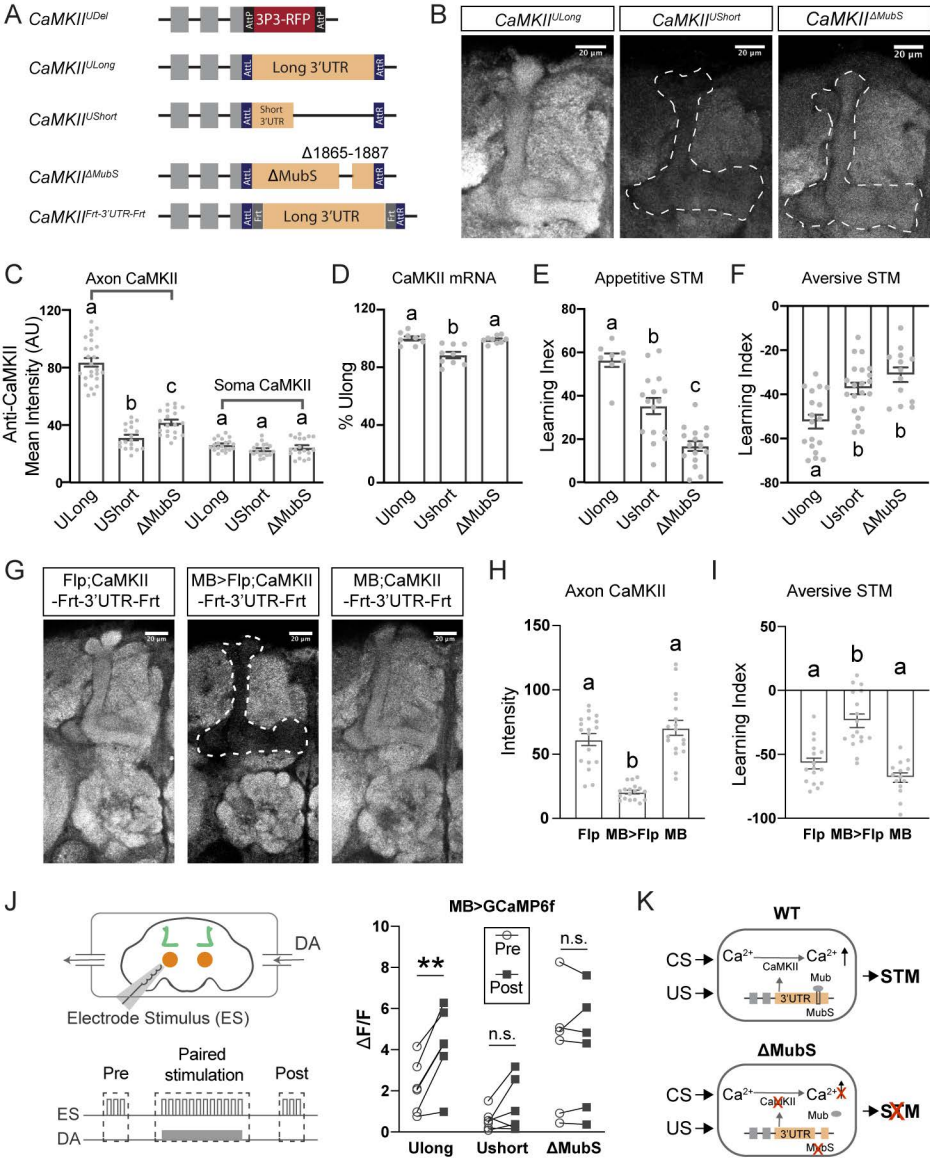 A
CaMKII^UDel
AttP
3P3-RFP
AttP
CaMKII^ULong
AttL
Long 3'UTR
AttR
CaMKII^UShort
AttL
Short
3'UTR
AttR
Δ1865-1887
CaMKII^ΔMubS
AttL
ΔMubS
AttR
CaMKII^Frt-3'UTR-Frt
AttL
Frt
Long 3'UTR
Frt
AttR
B
CaMKII^ULong
CaMKII^UShort
CaMKII^ΔMubS
20 μm
20 μm
20 μm
C
Axon CaMKII
Soma CaMKII
Anti-CaMKII
Mean Intensity (AU)
120
80
40
0
a
b
c
a
a
a
ULong
UShort
ΔMubS
ULong
UShort
ΔMubS
D
CaMKII mRNA
% Ulong
120
80
40
0
a
b
a
Ulong
UShort
ΔMubS
E
Appetitive STM
Learning Inex
80
60
40
20
0
a
b
c
Ulong
UShort
ΔMubS
F
Aversive STM
Learning Index
0
-20
-40
-60
-80
a
b
b
Ulong
UShort
ΔMubS
G
Flp;CaMKII
-Frt-3'UTR-Frt
MB>Flp;CaMKII
-Frt-3'UTR-Frt
MB;CaMKII
-Frt-3'UTR-Frt
20 μm
20 μm
20 μm
H
Axon CaMKII
Intensity
150
100
50
0
a
b
a
Flp MB>Flp MB
I
Aversive STM
Learning Index
50
0
-50
-100
a
b
a
Flp MB>Flp MB
J
DA
Electrode Stimulus (ES)
Pre
Paired
stimulation
Post
ES
DA
MB>GCaMP6f
Pre
Post
ΔF/F
10
8
6
4
2
0
**
n.s.
n.s.
Ulong
Ushort
ΔMubS
K
WT
CS
US
Ca2+
CaMKII
Ca2+
Mub
3'UTR
MubS
STM
ΔMubS
CS
US
Ca2+
CaMKII
Ca2+
Mub
3'UTR
MubS
STM